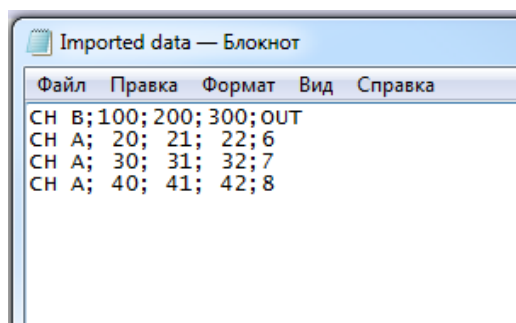 Imported data — Блокнот
Файл Правка Формат Вид Справка
CH B;100;200;300;OUT
CH A; 20; 21; 22;6
CH A; 30; 31; 32;7
CH A; 40; 41; 42;8